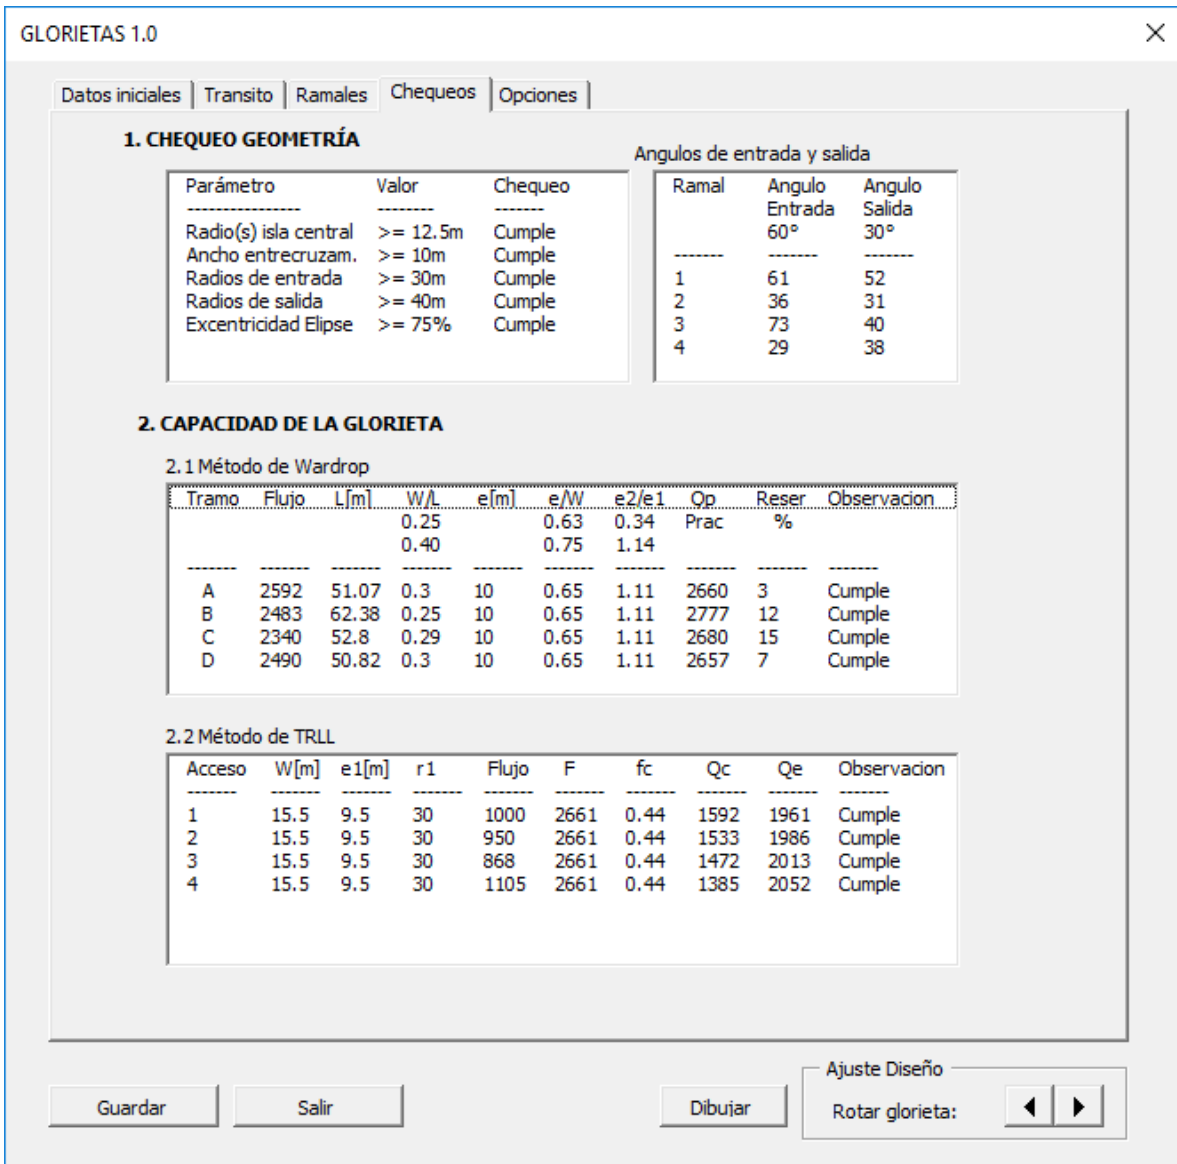 GLORIETAS 1.0
Datos iniciales Transito Ramales Chequeos Opciones
1. CHEQUEO GEOMETRÍA
Parámetro Valor Chequeo
---------------- -------- -------
Radio(s) isla central >= 12.5m Cumple
Ancho entrecruzam. >= 10m Cumple
Radios de entrada >= 30m Cumple
Radios de salida >= 40m Cumple
Excentricidad Elipse >= 75% Cumple
Angulos de entrada y salida
Ramal Angulo Angulo
Entrada Salida
60° 30°
------- ------- -------
1 61 52
2 36 31
3 73 40
4 29 38
2. CAPACIDAD DE LA GLORIETA
2.1 Método de Wardrop
Tramo Flujo L[m] W/L e[m] e/W e2/e1 Qp Reser Observacion
0.25 0.63 0.34 Prac %
0.40 0.75 1.14
------- ------- ------- ------- ------- ------- ------- ------- ------- -------
A 2592 51.07 0.3 10 0.65 1.11 2660 3 Cumple
B 2483 62.38 0.25 10 0.65 1.11 2777 12 Cumple
C 2340 52.8 0.29 10 0.65 1.11 2680 15 Cumple
D 2490 50.82 0.3 10 0.65 1.11 2657 7 Cumple
2.2 Método de TRLL
Acceso W[m] e1[m] r1 Flujo F fc Qc Qe Observacion
------- ------- ------- ------- ------- ------- ------- ------- ------- -------
1 15.5 9.5 30 1000 2661 0.44 1592 1961 Cumple
2 15.5 9.5 30 950 2661 0.44 1533 1986 Cumple
3 15.5 9.5 30 868 2661 0.44 1472 2013 Cumple
4 15.5 9.5 30 1105 2661 0.44 1385 2052 Cumple
Guardar Salir Dibujar
Ajuste Diseño
Rotar glorieta: